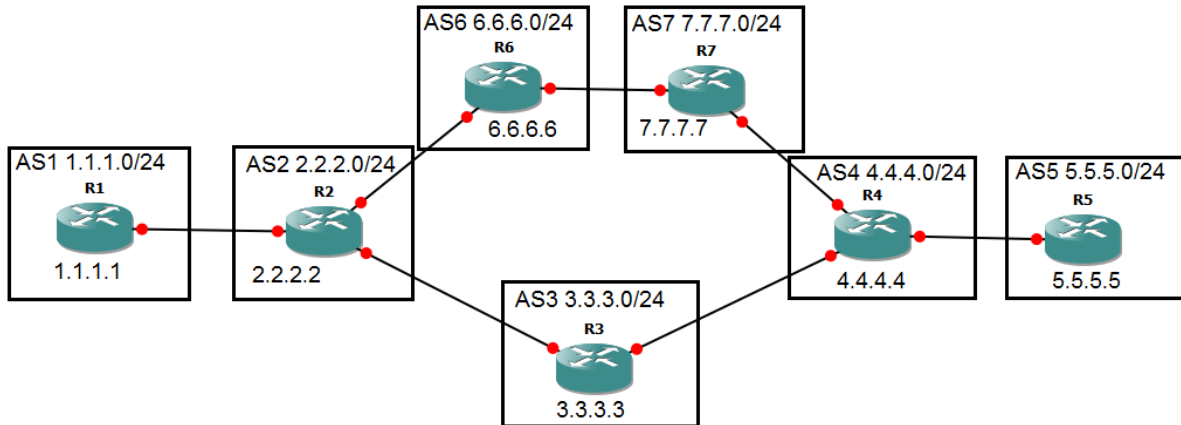 AS6 6.6.6.0/24
R6
6.6.6.6
AS7 7.7.7.0/24
R7
7.7.7.7
AS1 1.1.1.0/24
R1
1.1.1.1
AS2 2.2.2.0/24
R2
2.2.2.2
AS4 4.4.4.0/24
R4
4.4.4.4
AS5 5.5.5.0/24
R5
5.5.5.5
AS3 3.3.3.0/24
R3
3.3.3.3